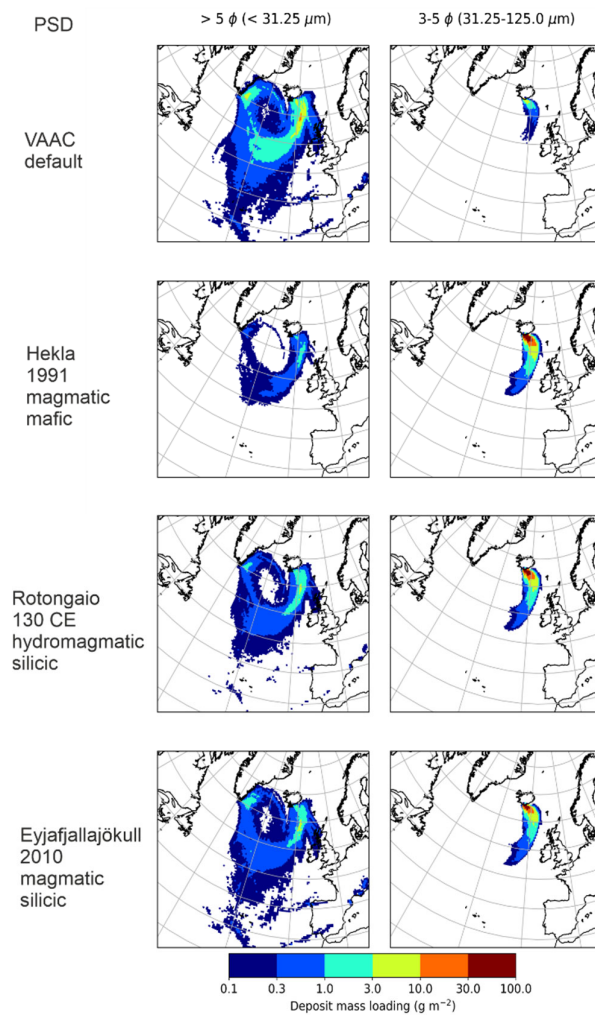 PSD
> 5 ϕ (< 31.25 μm)
3-5 ϕ (31.25-125.0 μm)
VAAC
default
Hekla
1991
magmatic
mafic
Rotongaio
130 CE
hydromagmatic
silicic
Eyjafjallajökull
2010
magmatic
silicic
0.1 0.3 1.0 3.0 10.0 30.0 100.0
Deposit mass loading (g m⁻²)